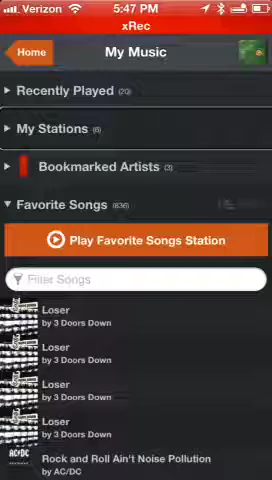 Verizon 5:47 PM
xRec
Home My Music
Recently Played (20)
My Stations (6)
Bookmarked Artists (3)
Favorite Songs (636)
Play Favorite Songs Station
Filter Songs
Loser
by 3 Doors Down
Loser
by 3 Doors Down
Loser
by 3 Doors Down
Loser
by 3 Doors Down
AC/DC
Rock and Roll Ain't Noise Pollution
by AC/DC